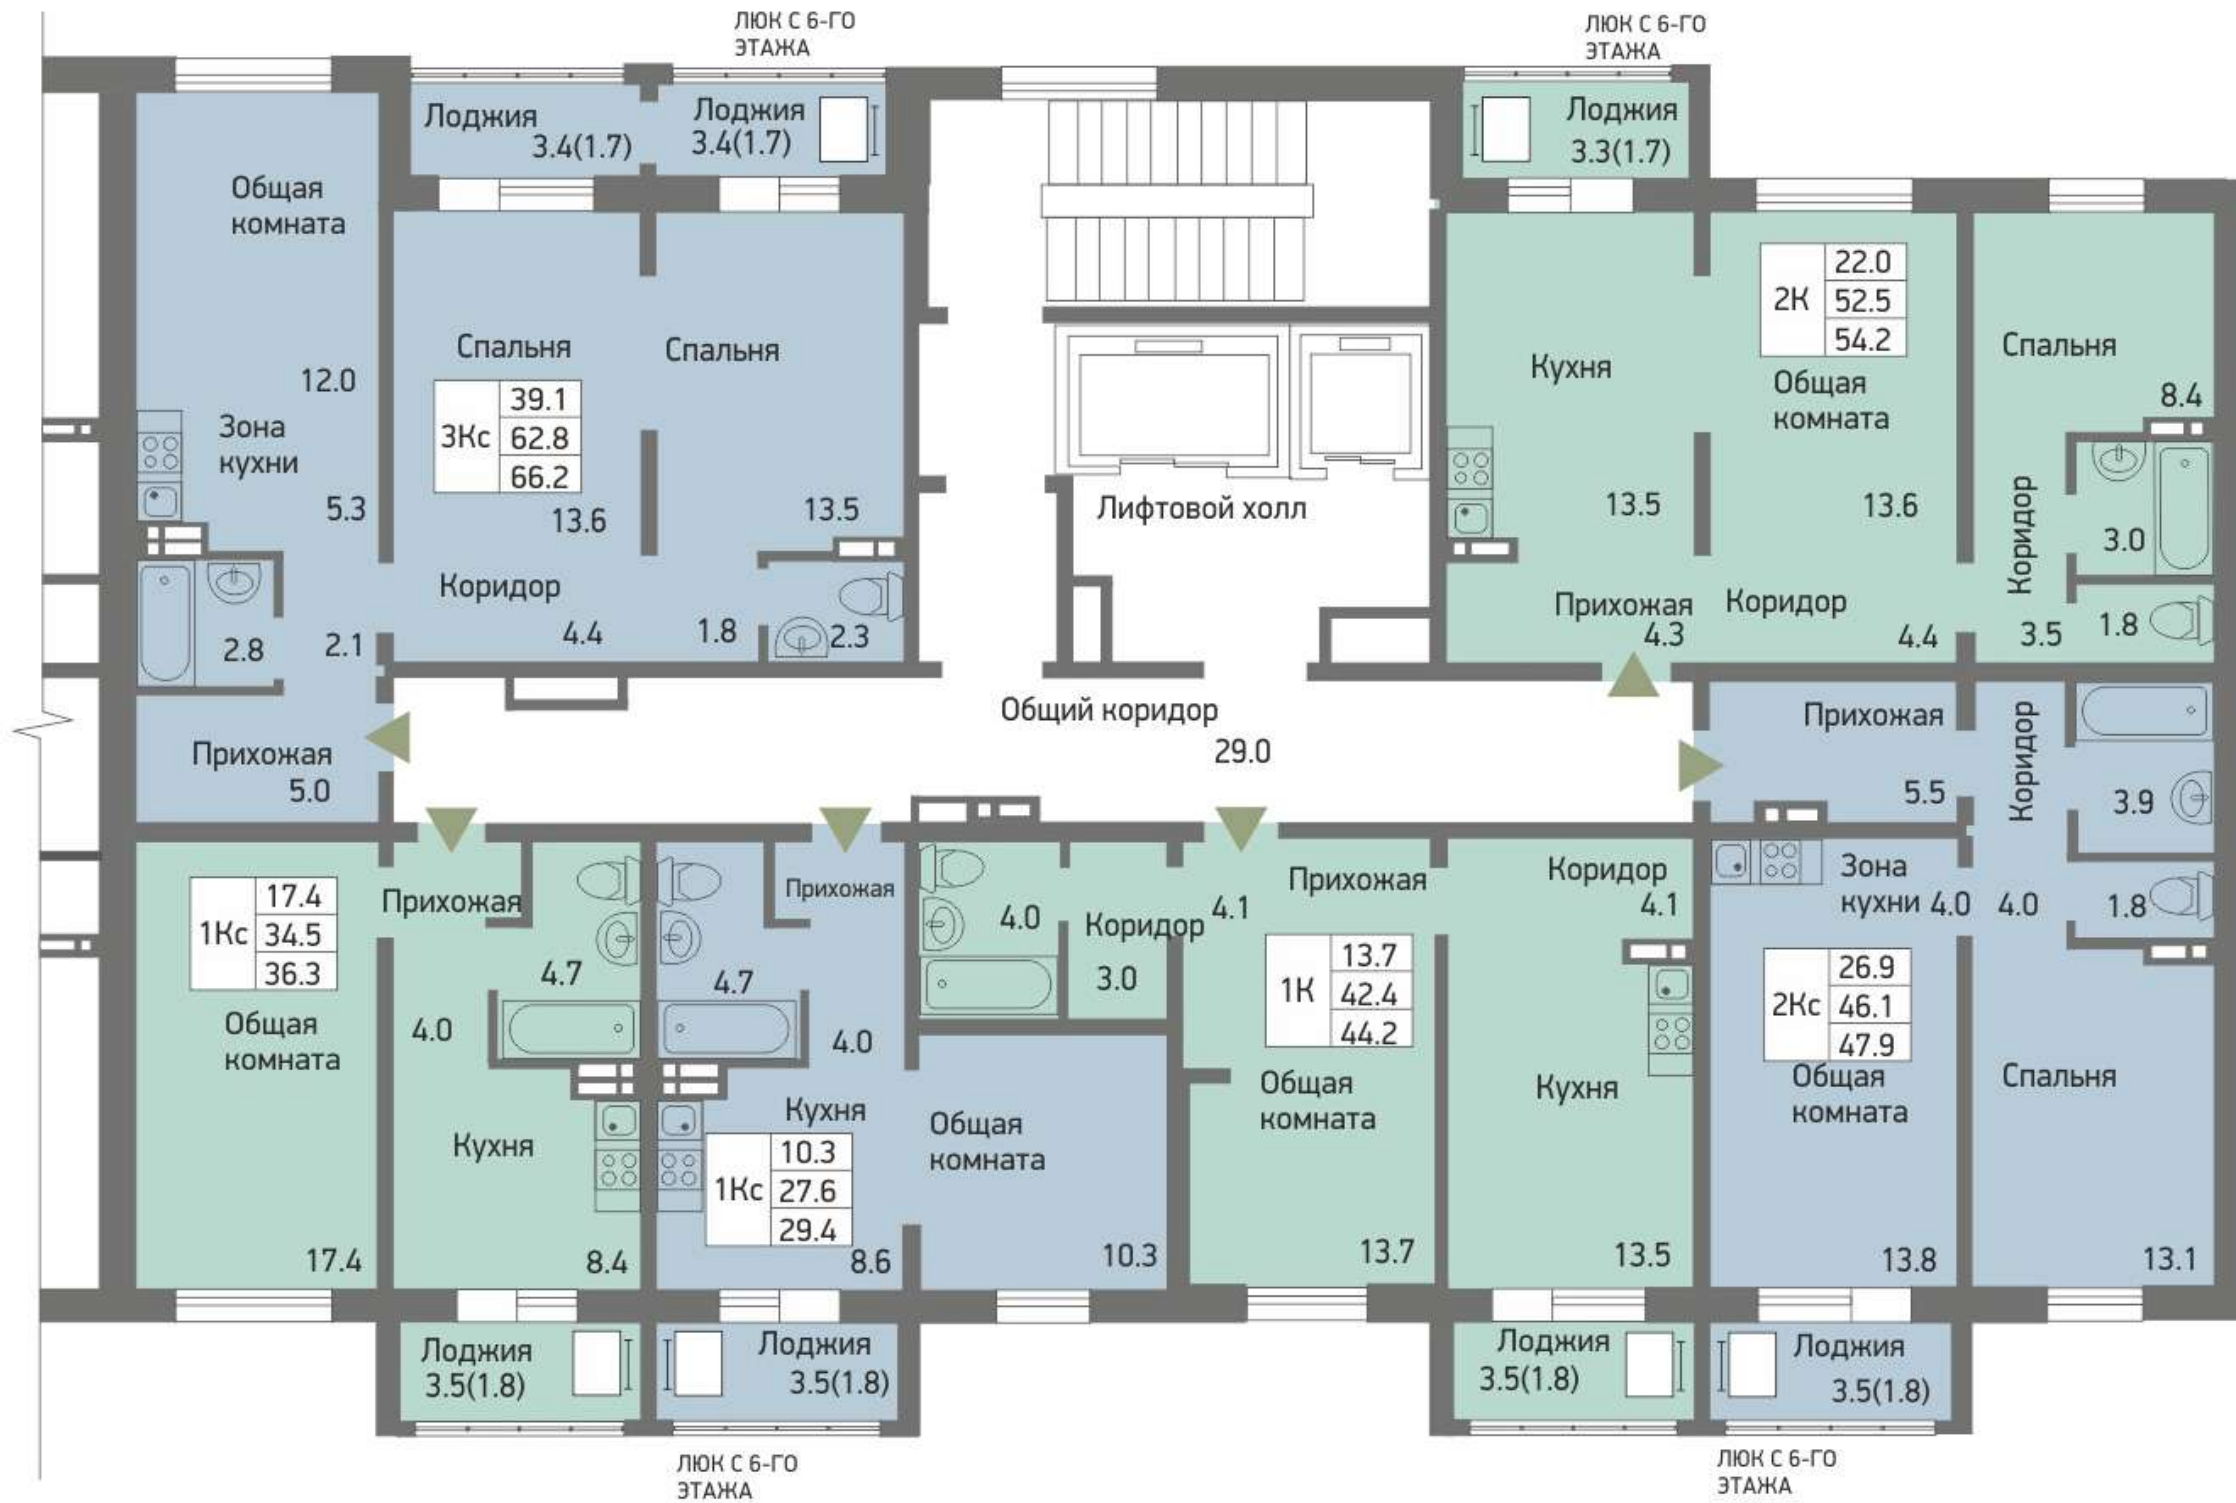 ЛЮК С 6-ГО
ЭТАЖА
ЛЮК С 6-ГО
ЭТАЖА
Лоджия
3.4(1.7)
Лоджия
3.4(1.7)
Лоджия
3.3(1.7)
Общая
комната
12.0
Зона
кухни
5.3
Спальня
3Кс
39.1
62.8
66.2
13.6
Спальня
13.5
Коридор
4.4
1.8
2.3
2.8
2.1
Прихожая
5.0
Лифтовой холл
Общий коридор
29.0
Кухня
13.5
2К
22.0
52.5
54.2
Общая
комната
13.6
Спальня
8.4
Коридор
3.5
3.0
1.8
Прихожая
4.3
Коридор
4.4
Прихожая
5.5
Коридор
4.0
3.9
1.8
1Кс
17.4
34.5
36.3
Общая
комната
17.4
Прихожая
4.0
4.7
Кухня
8.4
Лоджия
3.5(1.8)
Прихожая
4.7
4.0
Кухня
1Кс
10.3
27.6
29.4
8.6
Общая
комната
10.3
Лоджия
3.5(1.8)
ЛЮК С 6-ГО
ЭТАЖА
4.0
Коридор
3.0
4.1
Прихожая
1К
13.7
42.4
44.2
Общая
комната
13.7
Коридор
4.1
Кухня
13.5
Лоджия
3.5(1.8)
Зона
кухни 4.0
2Кс
26.9
46.1
47.9
Общая
комната
13.8
Спальня
13.1
Лоджия
3.5(1.8)
ЛЮК С 6-ГО
ЭТАЖА